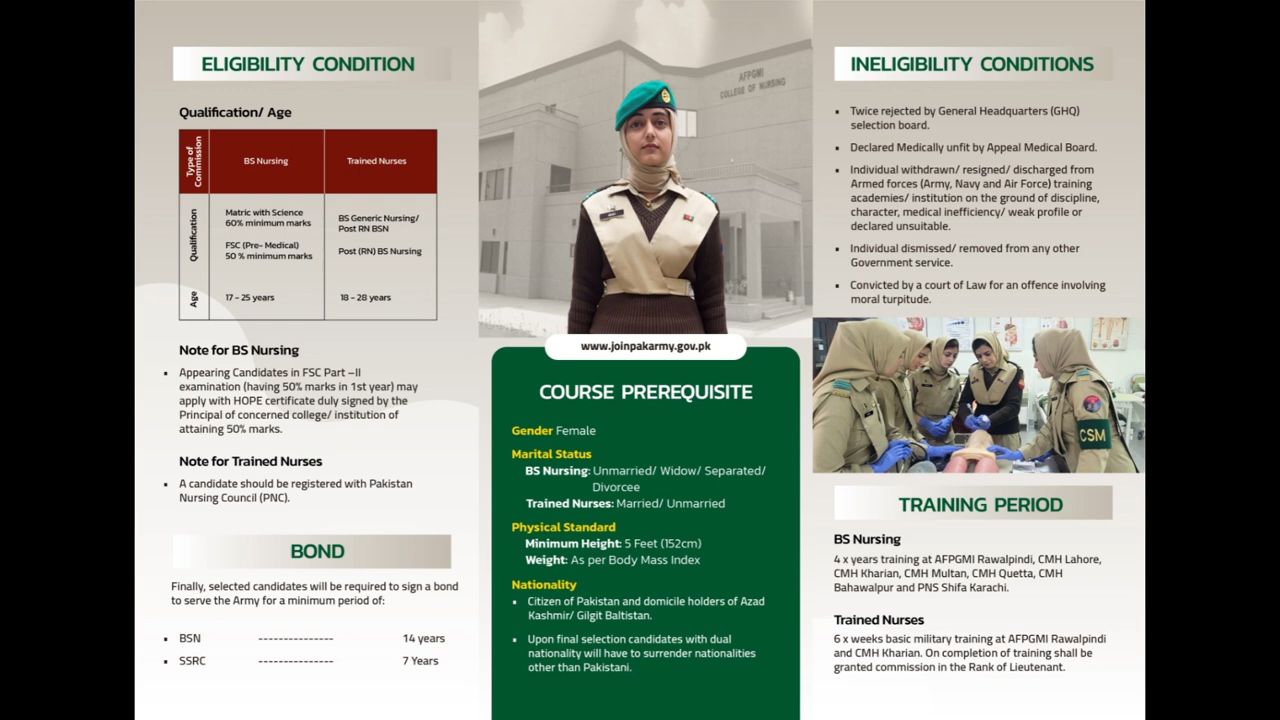 ELIGIBILITY CONDITION
Qualification/ Age
Type of
Commission
BS Nursing
Trained Nurses
Qualification
Matric with Science
60% minimum marks
FSC (Pre- Medical)
50 % minimum marks
BS Generic Nursing/
Post RN BSN
Post (RN) BS Nursing
Age
17 - 25 years
18 - 28 years
Note for BS Nursing
▪ Appearing Candidates in FSC Part –II
examination (having 50% marks in 1st year) may
apply with HOPE certificate duly signed by the
Principal of concerned college/ institution of
attaining 50% marks.
Note for Trained Nurses
▪ A candidate should be registered with Pakistan
Nursing Council (PNC).
BOND
Finally, selected candidates will be required to sign a bond
to serve the Army for a minimum period of:
▪ BSN --------------- 14 years
▪ SSRC --------------- 7 Years
AFPGMI
COLLEGE OF NURSING
www.joinpakarmy.gov.pk
COURSE PREREQUISITE
Gender Female
Marital Status
BS Nursing: Unmarried/ Widow/ Separated/
Divorcee
Trained Nurses: Married/ Unmarried
Physical Standard
Minimum Height: 5 Feet (152cm)
Weight: As per Body Mass Index
Nationality
▪ Citizen of Pakistan and domicile holders of Azad
Kashmir/ Gilgit Baltistan.
▪ Upon final selection candidates with dual
nationality will have to surrender nationalities
other than Pakistani.
INELIGIBILITY CONDITIONS
▪ Twice rejected by General Headquarters (GHQ)
selection board.
▪ Declared Medically unfit by Appeal Medical Board.
▪ Individual withdrawn/ resigned/ discharged from
Armed forces (Army, Navy and Air Force) training
academies/ institution on the ground of discipline,
character, medical inefficiency/ weak profile or
declared unsuitable.
▪ Individual dismissed/ removed from any other
Government service.
▪ Convicted by a court of Law for an offence involving
moral turpitude.
CSM
TRAINING PERIOD
BS Nursing
4 x years training at AFPGMI Rawalpindi, CMH Lahore,
CMH Kharian, CMH Multan, CMH Quetta, CMH
Bahawalpur and PNS Shifa Karachi.
Trained Nurses
6 x weeks basic military training at AFPGMI Rawalpindi
and CMH Kharian. On completion of training shall be
granted commission in the Rank of Lieutenant.